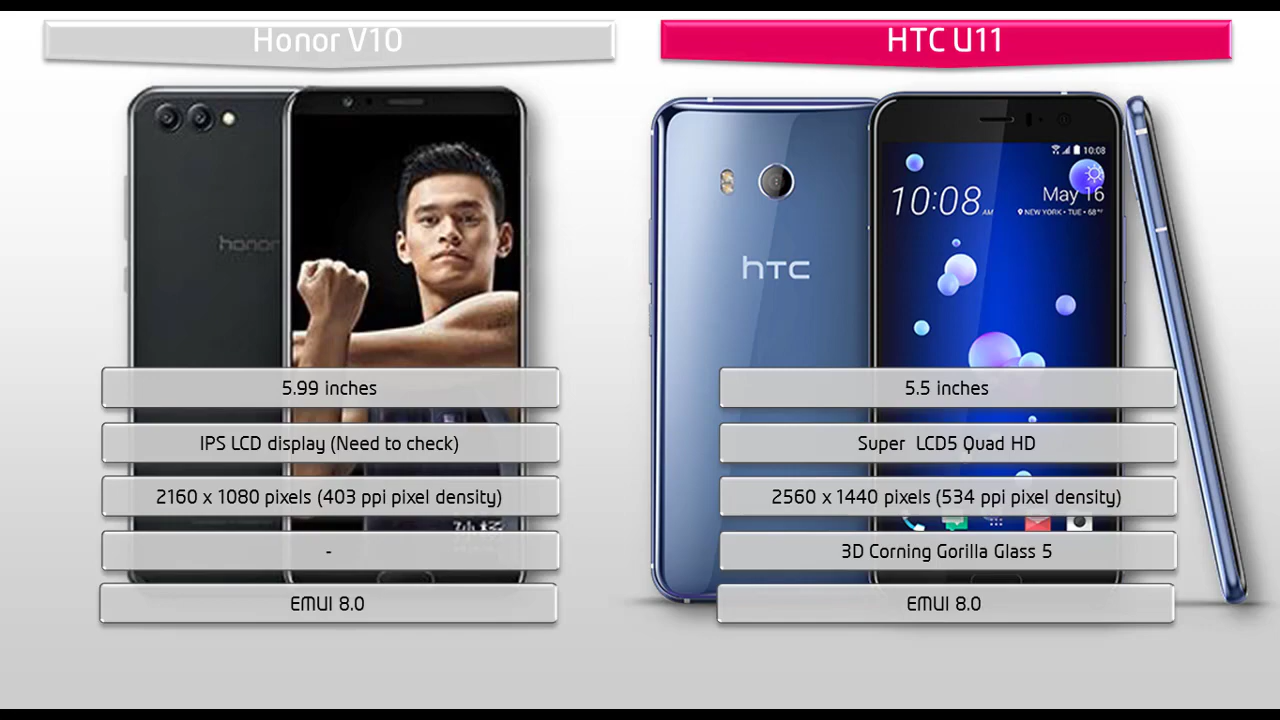 Honor V10
HTC U11
honor
10:08
10:08 AM
May 16
NEW YORK • TUE • 68°F
hTC
5.99 inches
5.5 inches
IPS LCD display (Need to check)
Super LCD5 Quad HD
2160 x 1080 pixels (403 ppi pixel density)
2560 x 1440 pixels (534 ppi pixel density)
-
3D Corning Gorilla Glass 5
EMUI 8.0
EMUI 8.0